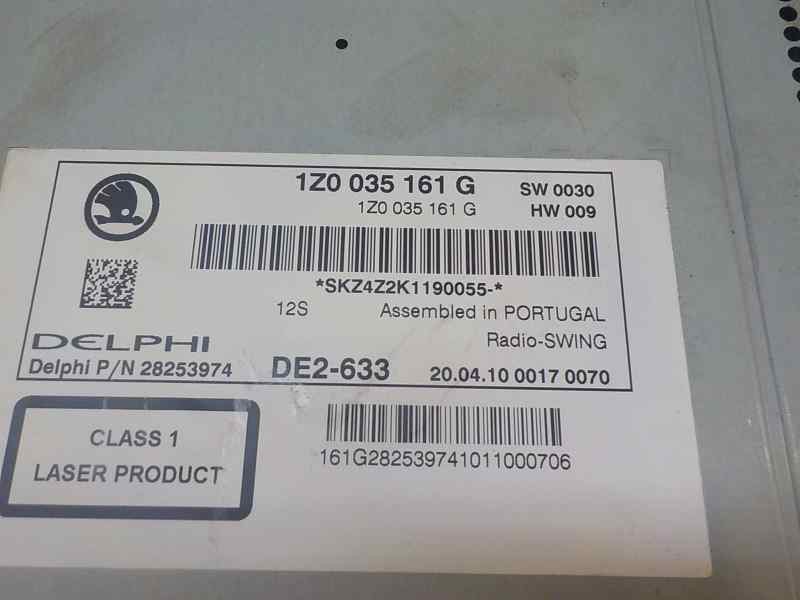 1Z0 035 161 G SW 0030
1Z0 035 161 G HW 009
*SKZ4Z2K1190055-*
12S Assembled in PORTUGAL
DELPHI Radio-SWING
Delphi P/N 28253974 DE2-633 20.04.10 0017 0070
CLASS 1
LASER PRODUCT
161G282539741011000706